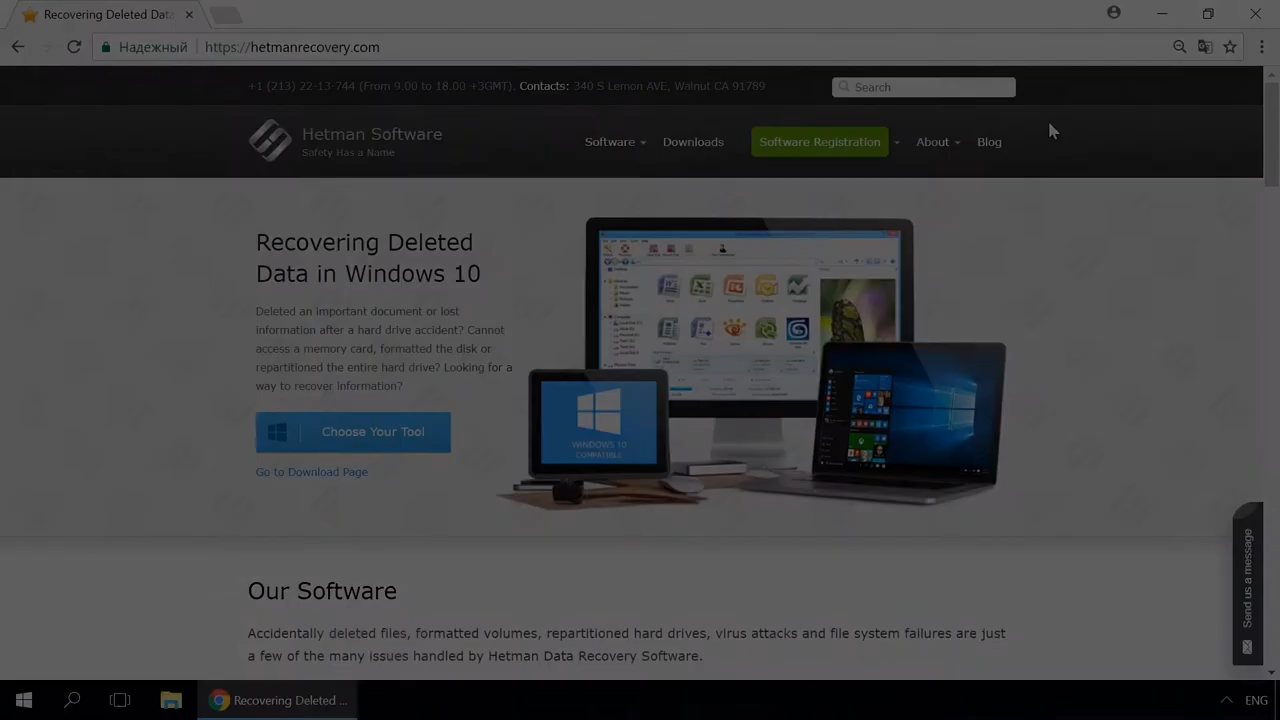 Recovering Deleted Data
Надежный
https://hetmanrecovery.com
+1 (213) 22-13-744 (From 9.00 to 18.00 +3GMT). Contacts: 340 S Lemon AVE, Walnut CA 91789
Search
Hetman Software
Safety Has a Name
Software
Downloads
Software Registration
About
Blog
Recovering Deleted
Data in Windows 10
Deleted an important document or lost
information after a hard drive accident? Cannot
access a memory card, formatted the disk or
repartitioned the entire hard drive? Looking for a
way to recover information?
Choose Your Tool
Go to Download Page
WINDOWS 10
COMPATIBLE
Send us a message
Our Software
Accidentally deleted files, formatted volumes, repartitioned hard drives, virus attacks and file system failures are just
a few of the many issues handled by Hetman Data Recovery Software.
Recovering Deleted ...
ENG